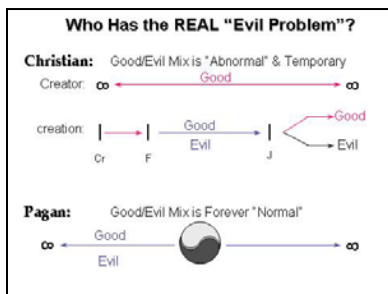 Who Has the REAL "Evil Problem"?
Christian: Good/Evil Mix is "Abnormal" & Temporary
Creator: ∞ Good ∞
creation: Good Good
Evil Evil
Cr F J
Pagan: Good/Evil Mix is Forever "Normal"
∞ Good ∞
Evil